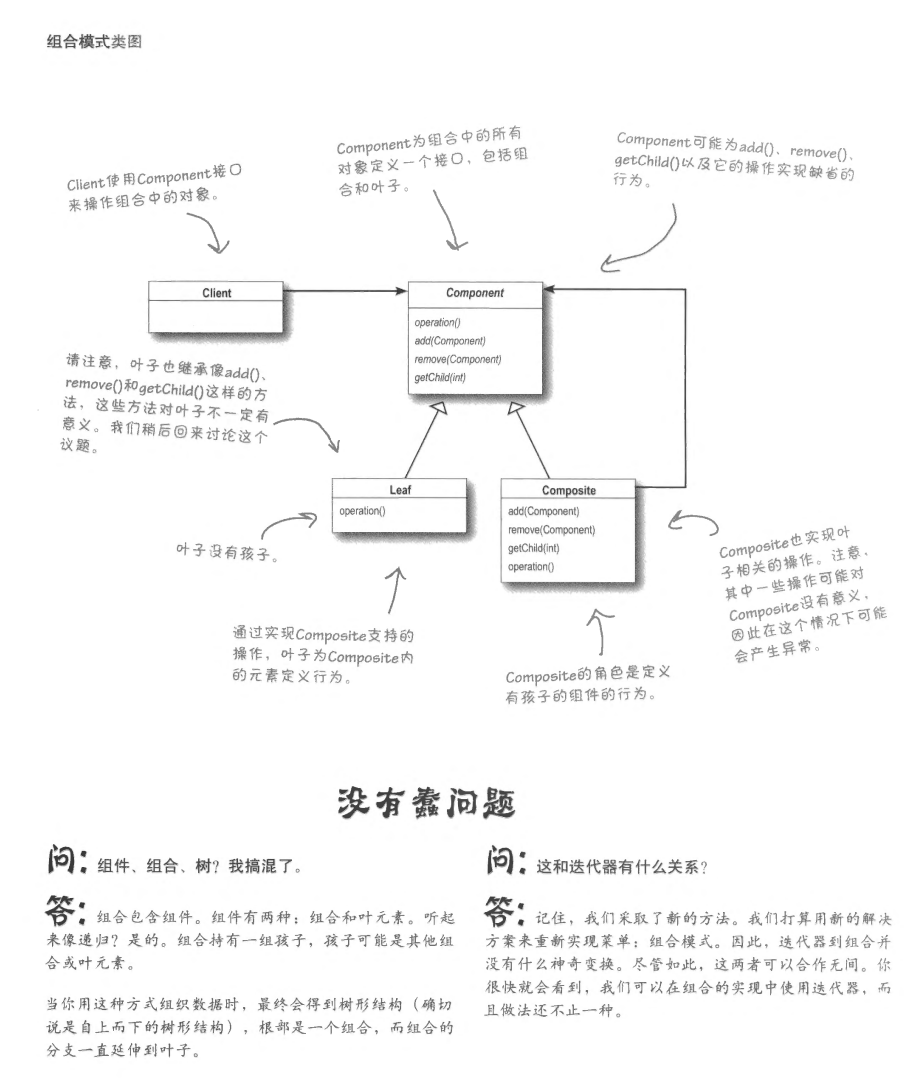 组合模式类图
Client使用Component接口
来操作组合中的对象。
Component为组合中的所有
对象定义一个接口，包括组
合和叶子。
Component可能为add()、remove()、
getChild()以及它的操作实现缺省的
行为。
Client
Component
operation()
add(Component)
remove(Component)
getChild(int)
请注意，叶子也继承像add()、
remove()和getChild()这样的方
法，这些方法对叶子不一定有
意义。我们稍后回来讨论这个
议题。
Leaf
operation()
Composite
add(Component)
remove(Component)
getChild(int)
operation()
叶子没有孩子。
Composite也实现叶
子相关的操作。注意，
其中一些操作可能对
Composite没有意义，
因此在这个情况下可能
会产生异常。
通过实现Composite支持的
操作，叶子为Composite内
的元素定义行为。
Composite的角色是定义
有孩子的组件的行为。
没有蠢问题
问：组件、组合、树？我搞混了。
答：组合包含组件。组件有两种：组合和叶元素。听起
来像递归？是的。组合持有一组孩子，孩子可能是其他组
合或叶元素。
当你用这种方式组织数据时，最终会得到树形结构（确切
说是自上而下的树形结构），根部是一个组合，而组合的
分支一直延伸到叶子。
问：这和迭代器有什么关系？
答：记住，我们采取了新的方法。我们打算用新的解决
方案来重新实现菜单：组合模式。因此，迭代器到组合并
没有什么神奇变换。尽管如此，这两者可以合作无间。你
很快就会看到，我们可以在组合的实现中使用迭代器，而
且做法还不止一种。